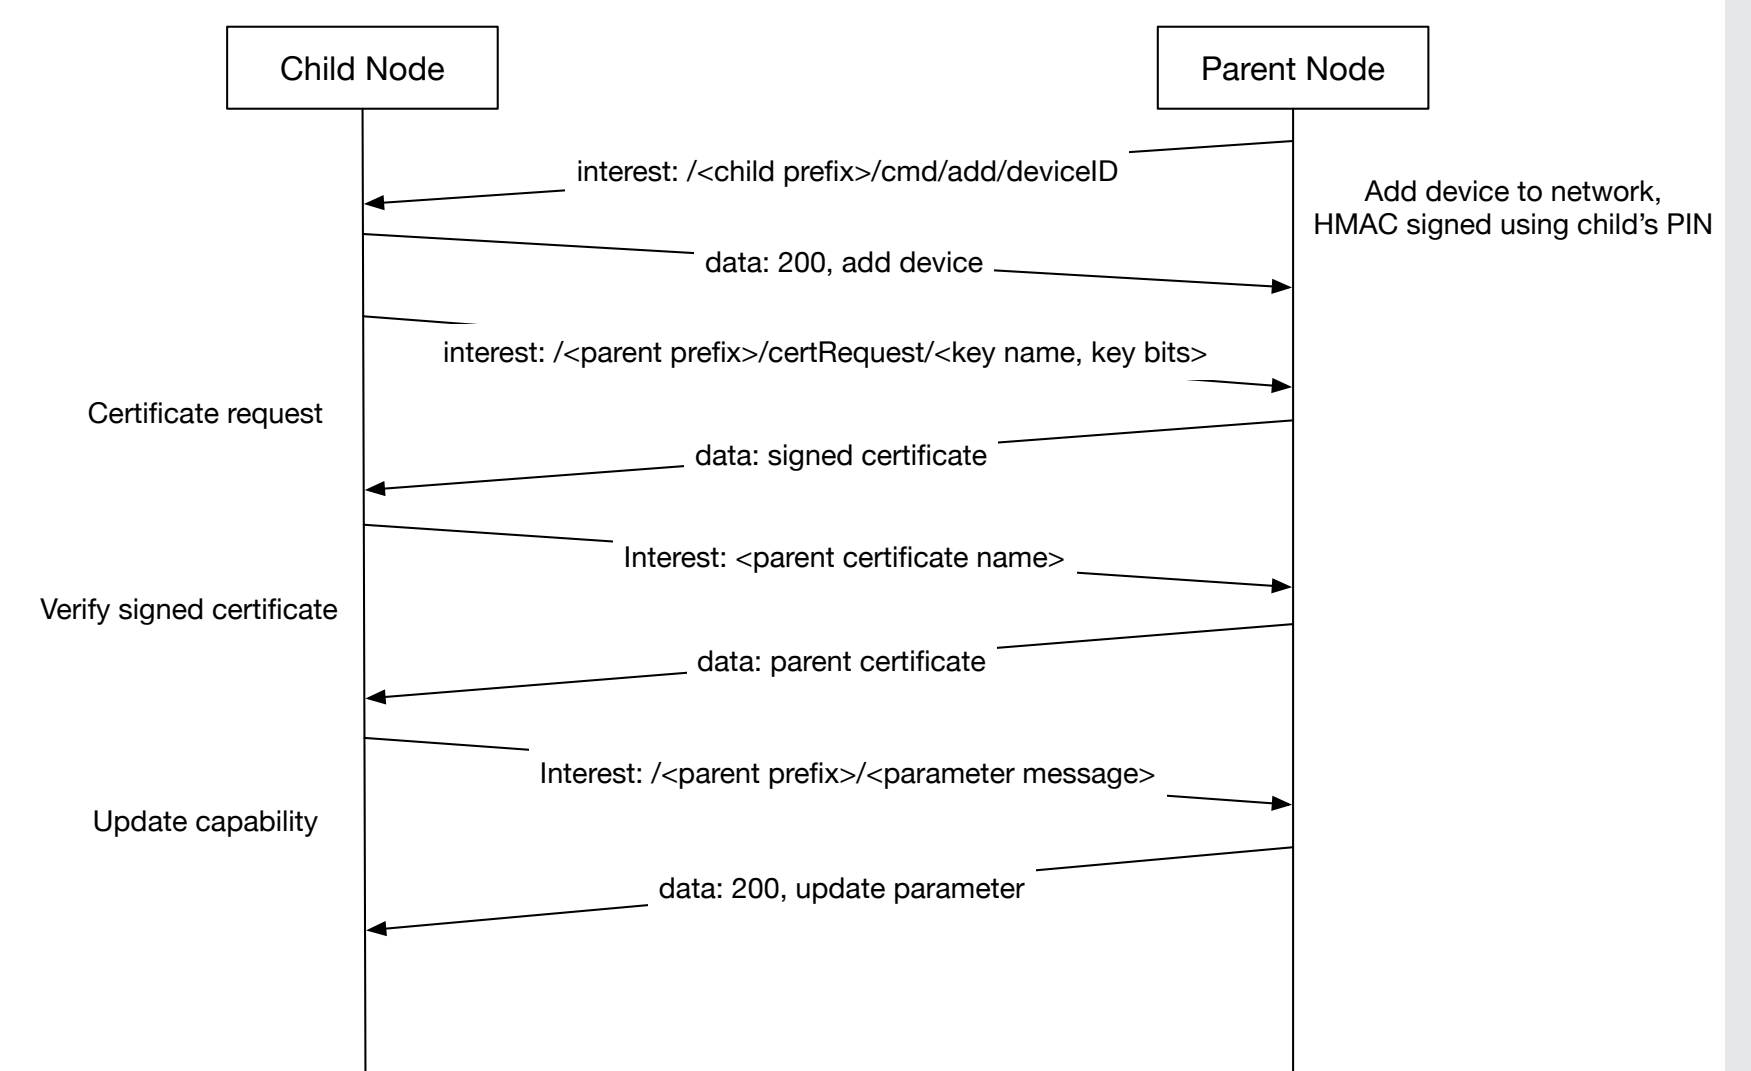 Child Node
Parent Node
interest: /<child prefix>/cmd/add/deviceID
Add device to network,
HMAC signed using child’s PIN
data: 200, add device
interest: /<parent prefix>/certRequest/<key name, key bits>
Certificate request
data: signed certificate
Interest: <parent certificate name>
Verify signed certificate
data: parent certificate
Interest: /<parent prefix>/<parameter message>
Update capability
data: 200, update parameter